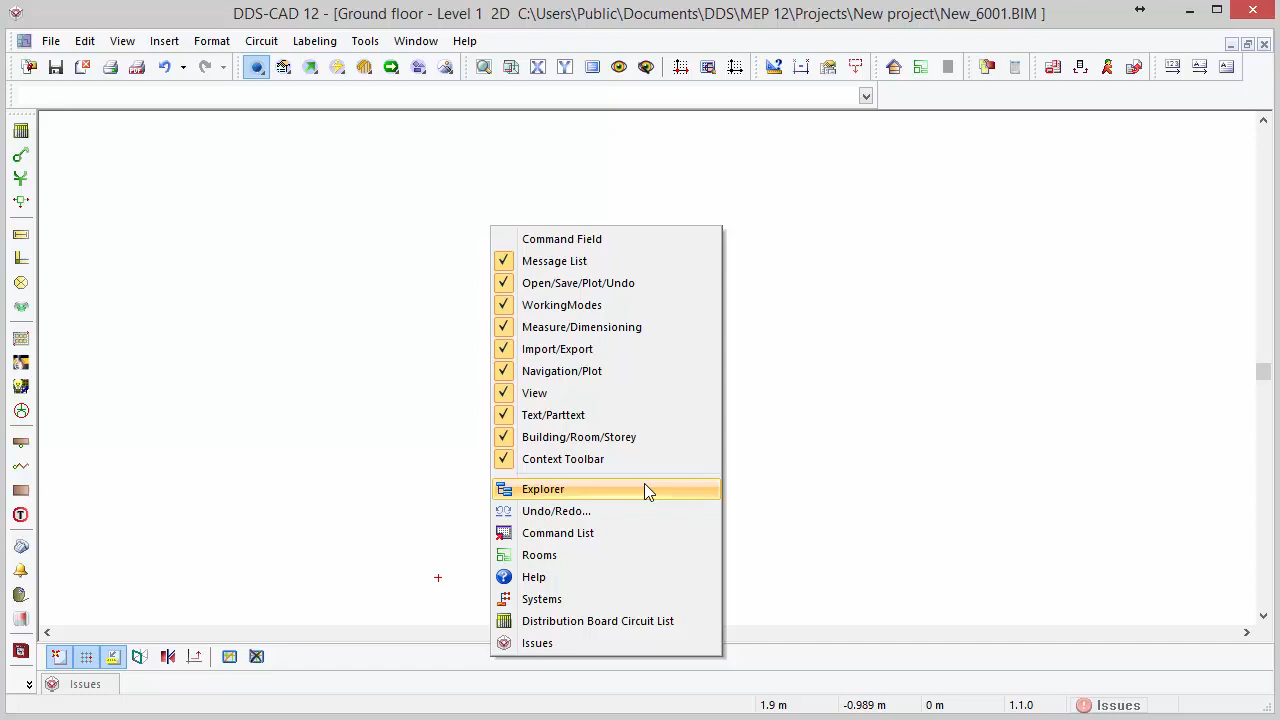 DDS-CAD 12 - [Ground floor - Level 1  2D  C:\Users\Public\Documents\DDS\MEP 12\Projects\New project\New_6001.BIM ]
File Edit View Insert Format Circuit Labeling Tools Window Help
Command Field
Message List
Open/Save/Plot/Undo
WorkingModes
Measure/Dimensioning
Import/Export
Navigation/Plot
View
Text/Parttext
Building/Room/Storey
Context Toolbar
Explorer
Undo/Redo...
Command List
Rooms
Help
Systems
Distribution Board Circuit List
Issues
Issues
1.9 m -0.989 m 0 m 1.1.0 Issues